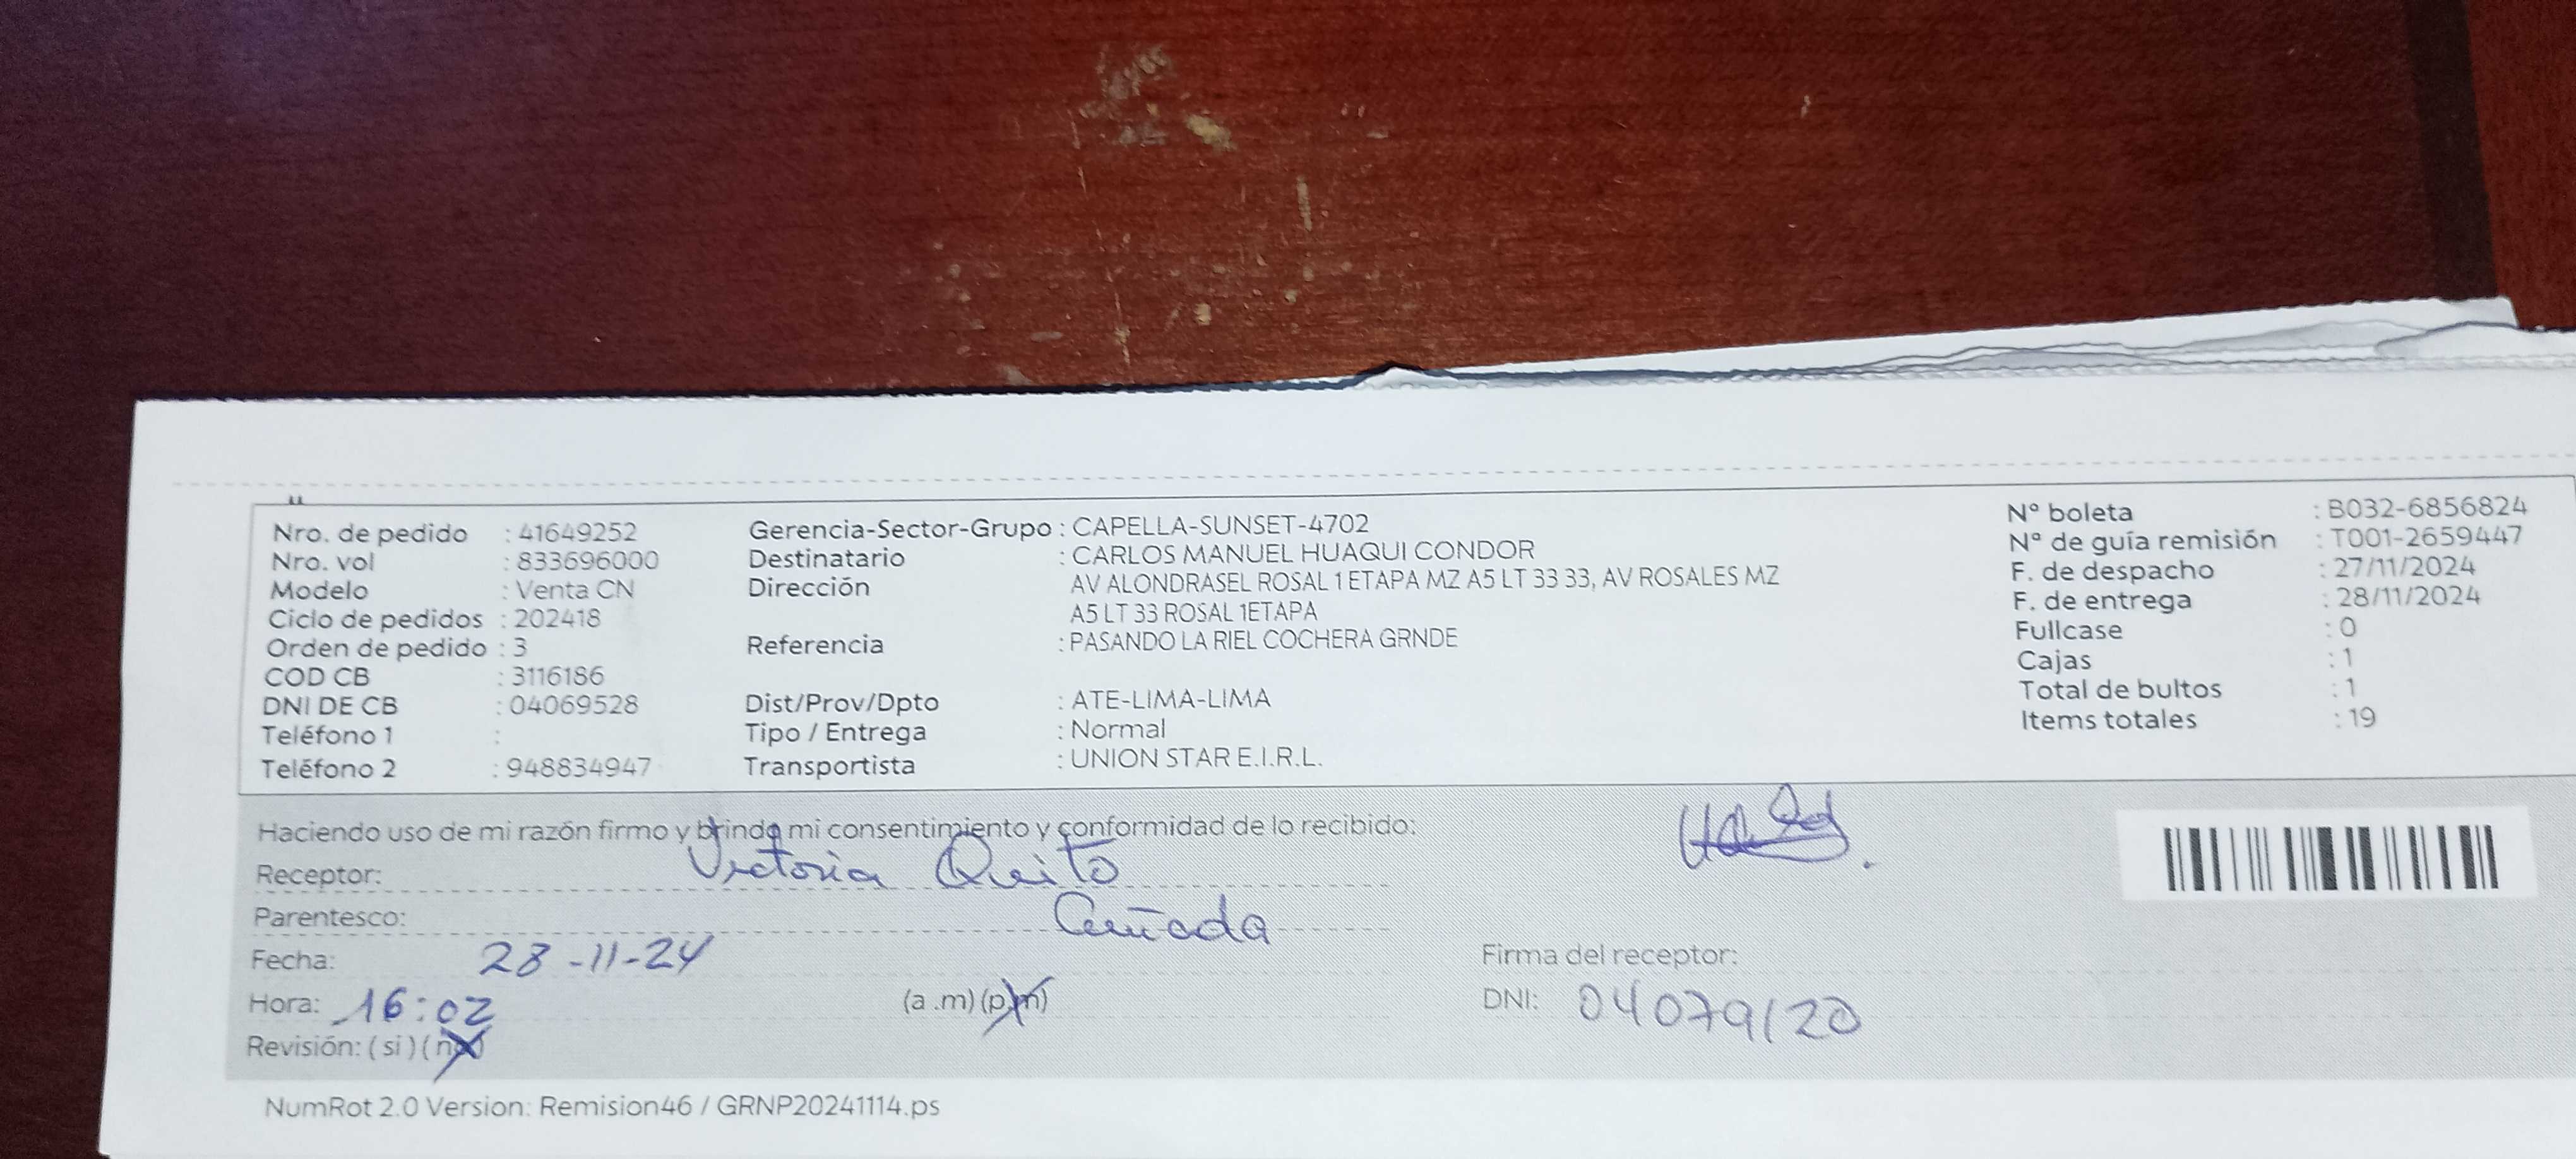 Nro. de pedido : 41649252
Nro. vol : 833696000
Modelo : Venta CN
Ciclo de pedidos : 202418
Orden de pedido : 3
COD CB : 3116186
DNI DE CB : 04069528
Teléfono 1 :
Teléfono 2 : 948834947
Gerencia-Sector-Grupo : CAPELLA-SUNSET-4702
Destinatario : CARLOS MANUEL HUAQUI CONDOR
Dirección AV ALONDRASEL ROSAL 1 ETAPA MZ A5 LT 33 33, AV ROSALES MZ
A5 LT 33 ROSAL 1ETAPA
Referencia : PASANDO LA RIEL COCHERA GRNDE
Dist/Prov/Dpto : ATE-LIMA-LIMA
Tipo / Entrega : Normal
Transportista : UNION STAR E.I.R.L.
N° boleta : B032-6856824
Nª de guía remisión : T001-2659447
F. de despacho : 27/11/2024
F. de entrega : 28/11/2024
Fullcase : 0
Cajas : 1
Total de bultos : 1
Items totales : 19
Haciendo uso de mi razón firmo y brindo mi consentimiento y conformidad de lo recibido:
Receptor: Victoria Quito
Parentesco: Cuñada
Fecha: 28-11-24
Hora: 16:02 (a .m) (p.m)
Revisión: ( si ) ( no )
Firma del receptor:
DNI: 04079120
NumRot 2.0 Version: Remision46 / GRNP20241114.ps